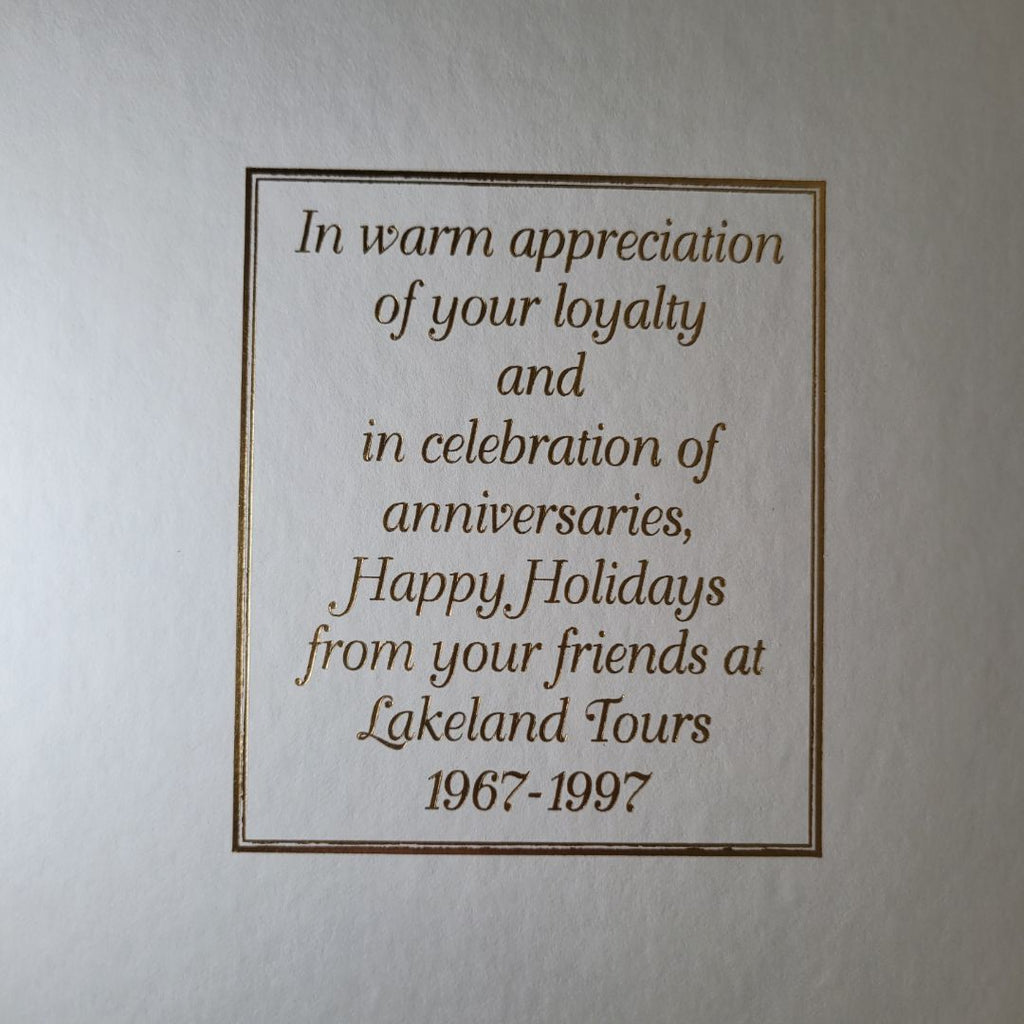 In warm appreciation
of your loyalty
and
in celebration of
anniversaries,
Happy Holidays
from your friends at
Lakeland Tours
1967-1997